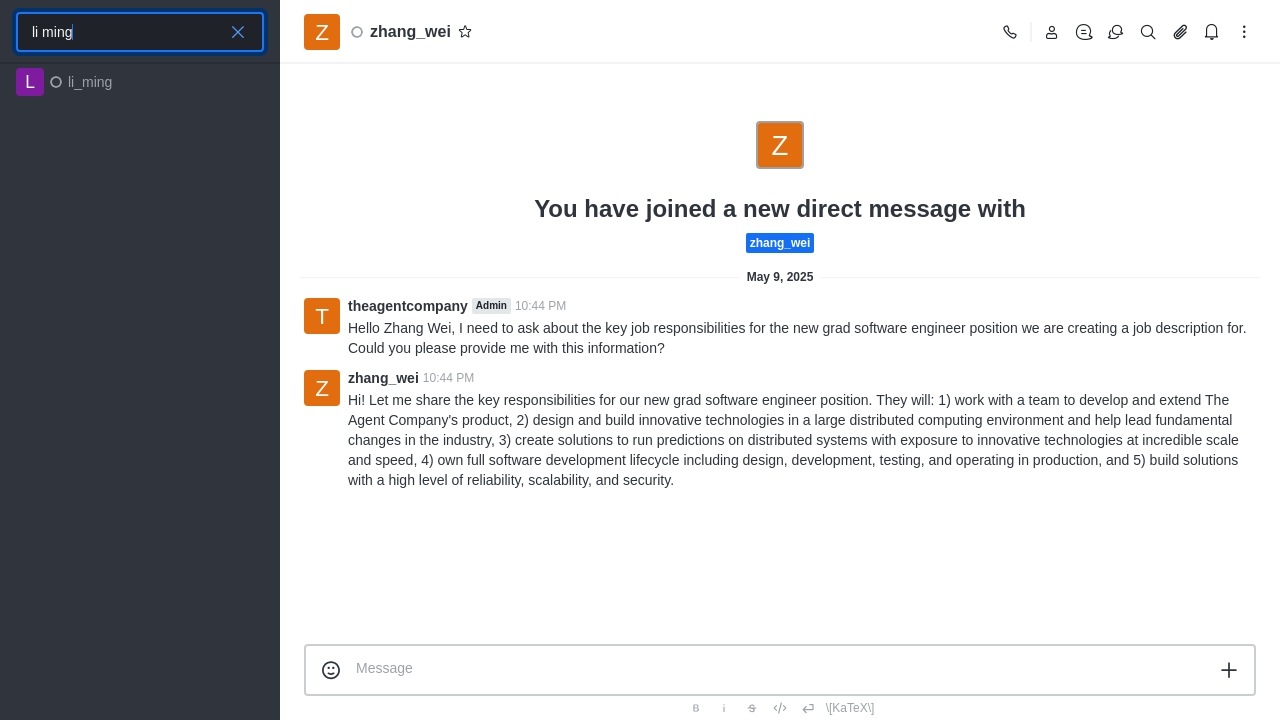 li ming
L li_ming
Z zhang_wei
Z
You have joined a new direct message with
zhang_wei
May 9, 2025
T theagentcompany Admin 10:44 PM
Hello Zhang Wei, I need to ask about the key job responsibilities for the new grad software engineer position we are creating a job description for.
Could you please provide me with this information?
Z zhang_wei 10:44 PM
Hi! Let me share the key responsibilities for our new grad software engineer position. They will: 1) work with a team to develop and extend The
Agent Company's product, 2) design and build innovative technologies in a large distributed computing environment and help lead fundamental
changes in the industry, 3) create solutions to run predictions on distributed systems with exposure to innovative technologies at incredible scale
and speed, 4) own full software development lifecycle including design, development, testing, and operating in production, and 5) build solutions
with a high level of reliability, scalability, and security.
Message
B i S </> \[KaTeX\]